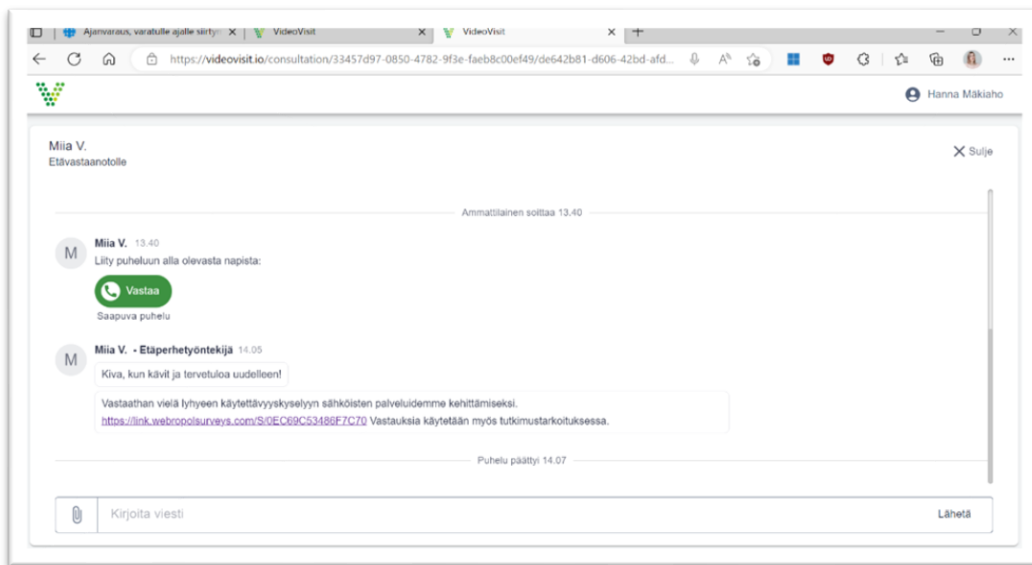 Ajanvaraus, varatulle ajalle siirty
VideoVisit
VideoVisit
https://videovisit.io/consultation/33457d97-0850-4782-9f3e-faeb8c00ef49/de642b81-d606-42bd-afd...
Hanna Mäkiaho
Miia V.
Etävastaanotolle
Sulje
Ammattilainen soittaa 13.40
M
Miia V. 13.40
Liity puheluun alla olevasta napista:
Vastaa
Saapuva puhelu
M
Miia V. - Etäperhetyöntekijä 14.05
Kiva, kun kävit ja tervetuloa uudelleen!
Vastaathan vielä lyhyeen käytettävyyskyselyyn sähköisten palveluidemme kehittämiseksi.
https://link.webropolsurveys.com/S/0EC69C53486F7C70 Vastauksia käytetään myös tutkimustarkoituksessa.
Puhelu päättyi 14.07
Kirjoita viesti
Lähetä